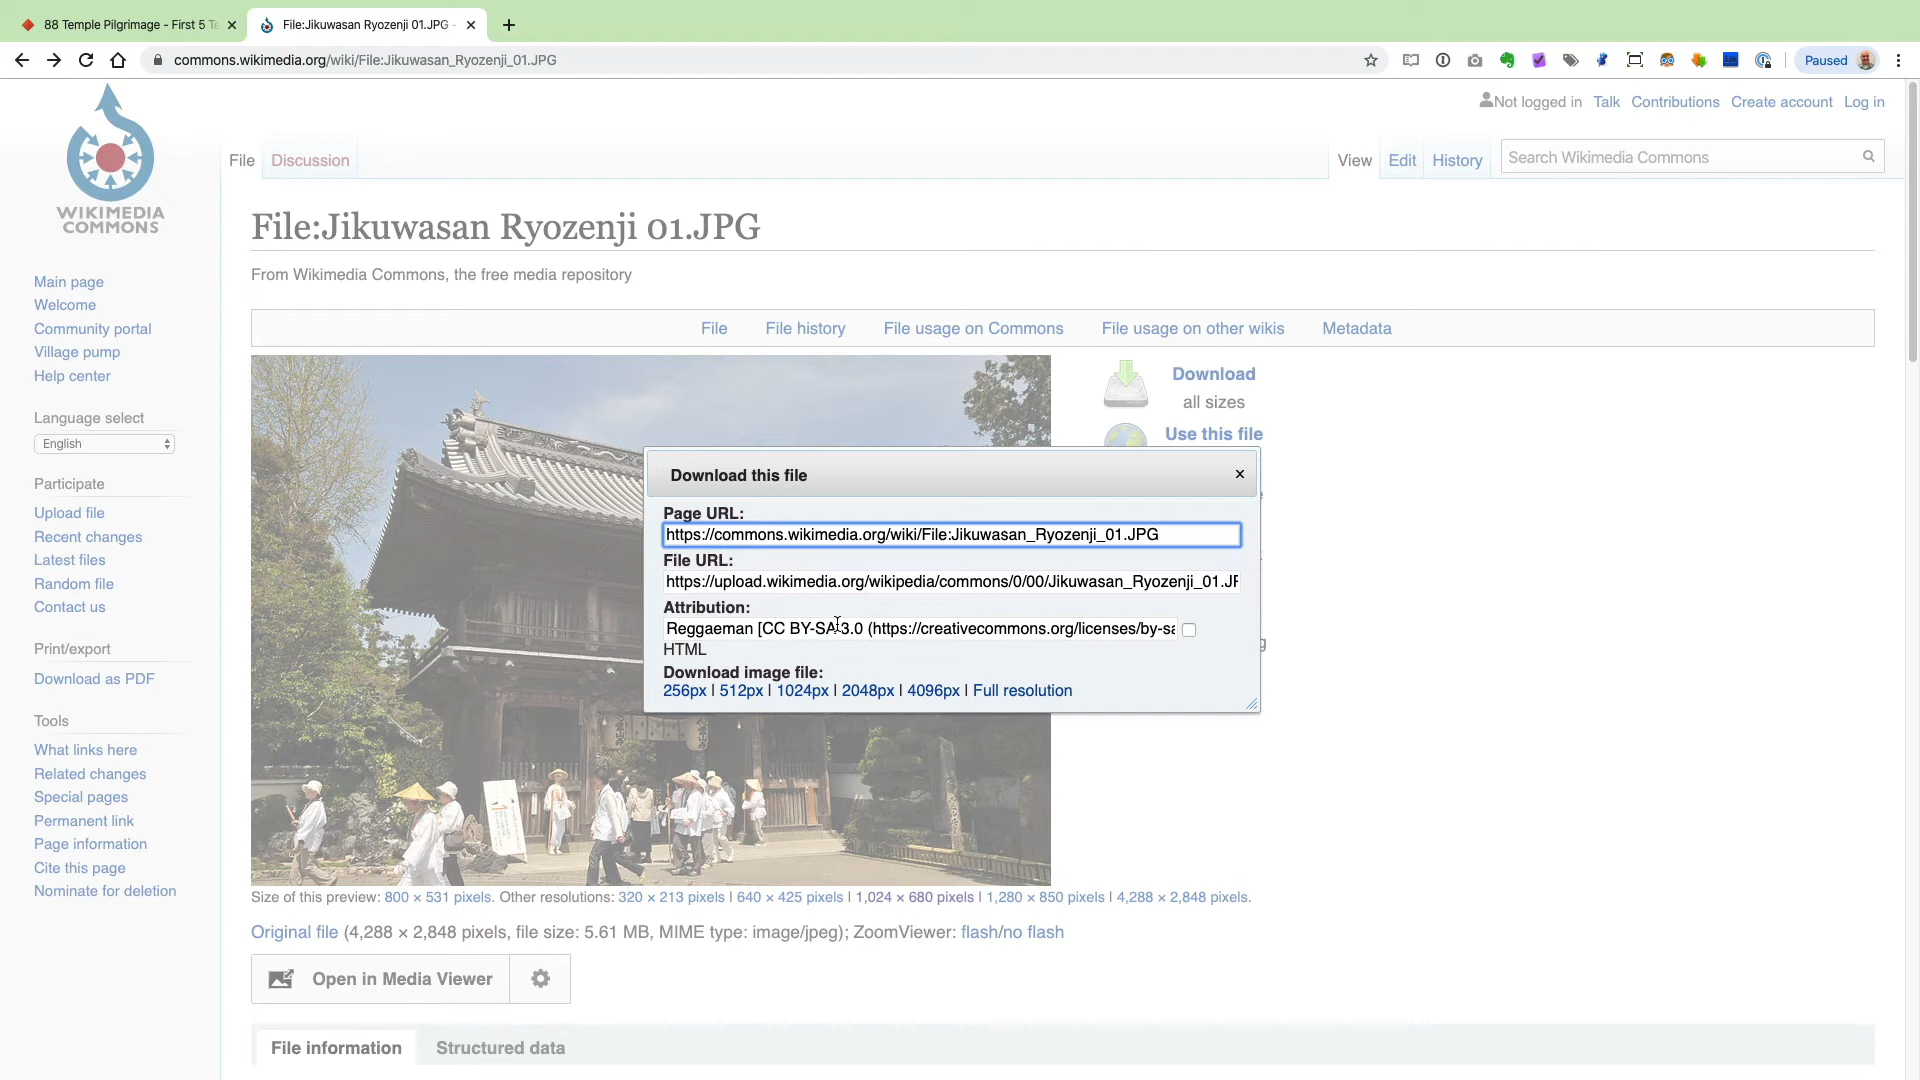 88 Temple Pilgrimage - First 5 Te
File:Jikuwasan Ryozenji 01.JPG -
commons.wikimedia.org/wiki/File:Jikuwasan_Ryozenji_01.JPG
Paused
Not logged in Talk Contributions Create account Log in
WIKIMEDIA
COMMONS
File Discussion
View Edit History
Search Wikimedia Commons
File:Jikuwasan Ryozenji 01.JPG
From Wikimedia Commons, the free media repository
File File history File usage on Commons File usage on other wikis Metadata
Main page
Welcome
Community portal
Village pump
Help center
Language select
English
Participate
Upload file
Recent changes
Latest files
Random file
Contact us
Print/export
Download as PDF
Tools
What links here
Related changes
Special pages
Permanent link
Page information
Cite this page
Nominate for deletion
Download
all sizes
Use this file
Download this file
Page URL:
https://commons.wikimedia.org/wiki/File:Jikuwasan_Ryozenji_01.JPG
File URL:
https://upload.wikimedia.org/wikipedia/commons/0/00/Jikuwasan_Ryozenji_01.JF
Attribution:
Reggaeman [CC BY-SA 3.0 (https://creativecommons.org/licenses/by-sa
HTML
Download image file:
256px | 512px | 1024px | 2048px | 4096px | Full resolution
Size of this preview: 800 × 531 pixels. Other resolutions: 320 × 213 pixels | 640 × 425 pixels | 1,024 × 680 pixels | 1,280 × 850 pixels | 4,288 × 2,848 pixels.
Original file (4,288 × 2,848 pixels, file size: 5.61 MB, MIME type: image/jpeg); ZoomViewer: flash/no flash
Open in Media Viewer
File information Structured data